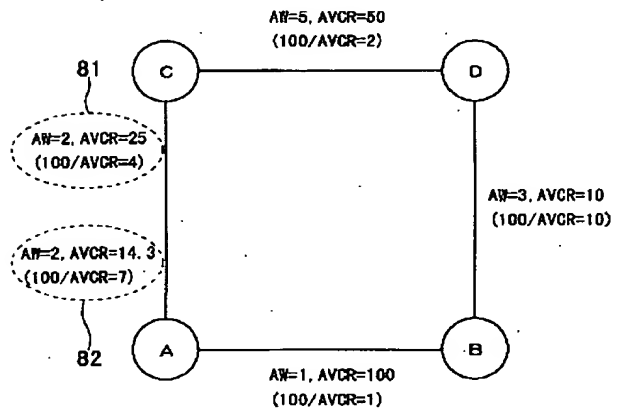 AW=5, AVCR=50
(100/AVCR=2)
C
D
81
AW=2, AVCR=25
(100/AVCR=4)
AW=3, AVCR=10
(100/AVCR=10)
AW=2, AVCR=14.3
(100/AVCR=7)
82
A
B
AW=1, AVCR=100
(100/AVCR=1)